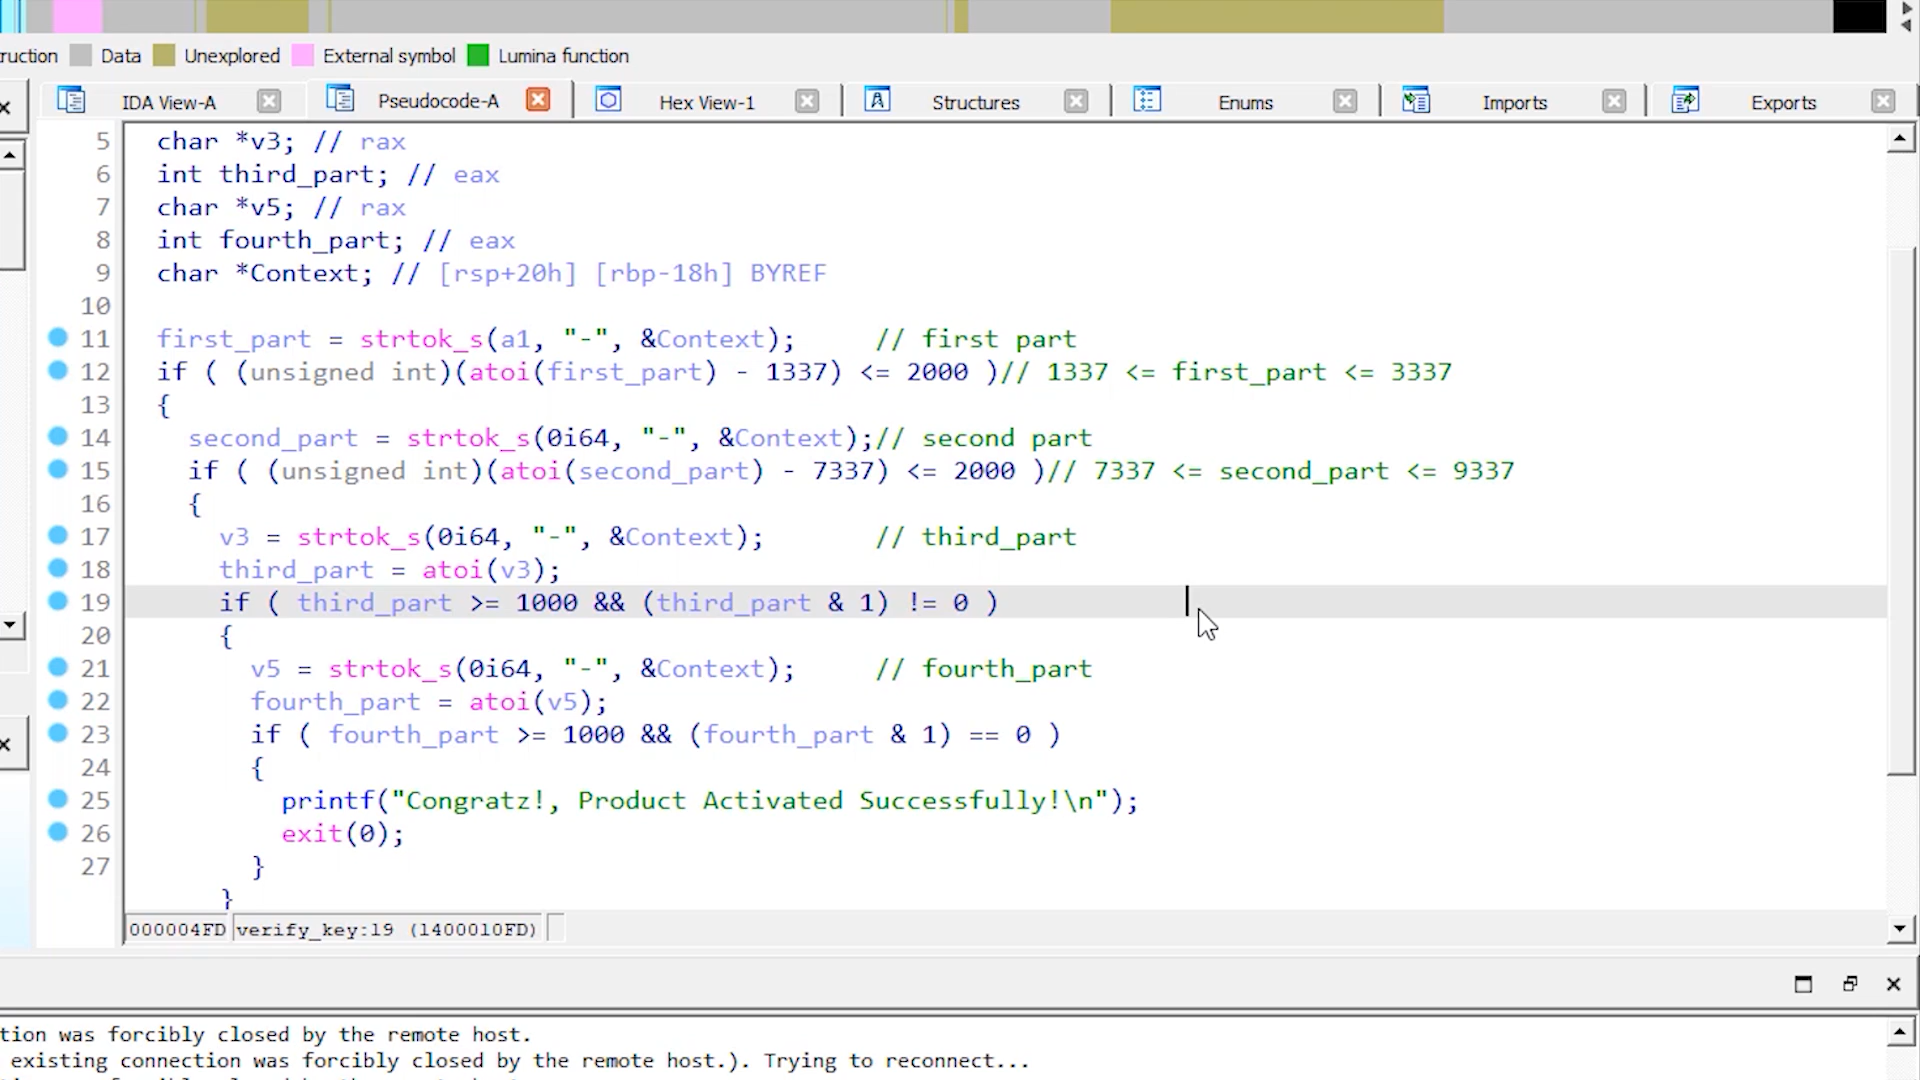 ruction Data Unexplored External symbol Lumina function
IDA View-A Pseudocode-A Hex View-1 Structures Enums Imports Exports
5 char *v3; // rax
6 int third_part; // eax
7 char *v5; // rax
8 int fourth_part; // eax
9 char *Context; // [rsp+20h] [rbp-18h] BYREF
10
11 first_part = strtok_s(a1, "-", &Context); // first part
12 if ( (unsigned int)(atoi(first_part) - 1337) <= 2000 )// 1337 <= first_part <= 3337
13 {
14 second_part = strtok_s(0i64, "-", &Context);// second part
15 if ( (unsigned int)(atoi(second_part) - 7337) <= 2000 )// 7337 <= second_part <= 9337
16 {
17 v3 = strtok_s(0i64, "-", &Context); // third_part
18 third_part = atoi(v3);
19 if ( third_part >= 1000 && (third_part & 1) != 0 )
20 {
21 v5 = strtok_s(0i64, "-", &Context); // fourth_part
22 fourth_part = atoi(v5);
23 if ( fourth_part >= 1000 && (fourth_part & 1) == 0 )
24 {
25 printf("Congratz!, Product Activated Successfully!\n");
26 exit(0);
27 }
}
000004FD verify_key:19 (1400010FD)
tion was forcibly closed by the remote host.
existing connection was forcibly closed by the remote host.). Trying to reconnect...